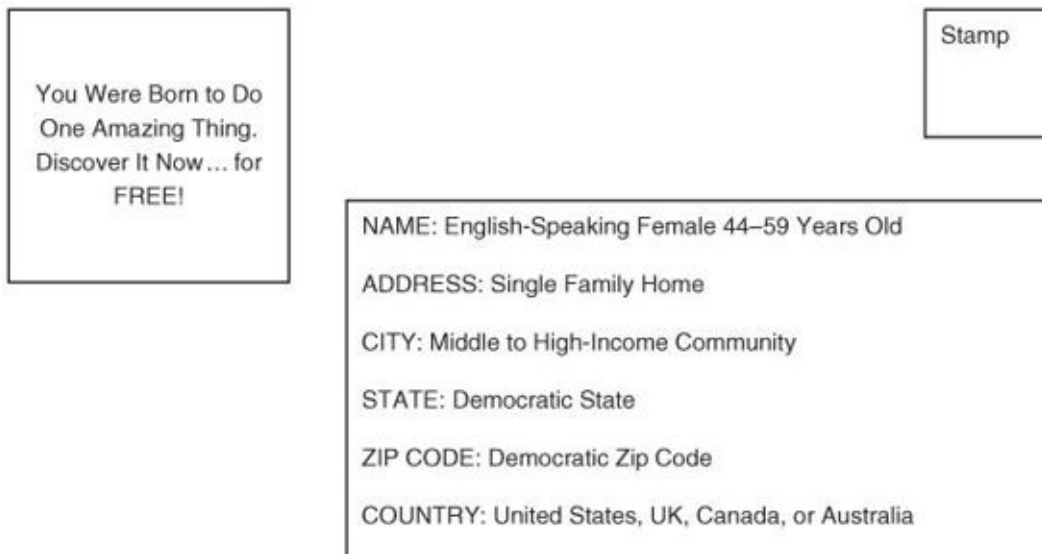 You Were Born to Do
One Amazing Thing.
Discover It Now... for
FREE!
Stamp
NAME: English-Speaking Female 44–59 Years Old
ADDRESS: Single Family Home
CITY: Middle to High-Income Community
STATE: Democratic State
ZIP CODE: Democratic Zip Code
COUNTRY: United States, UK, Canada, or Australia